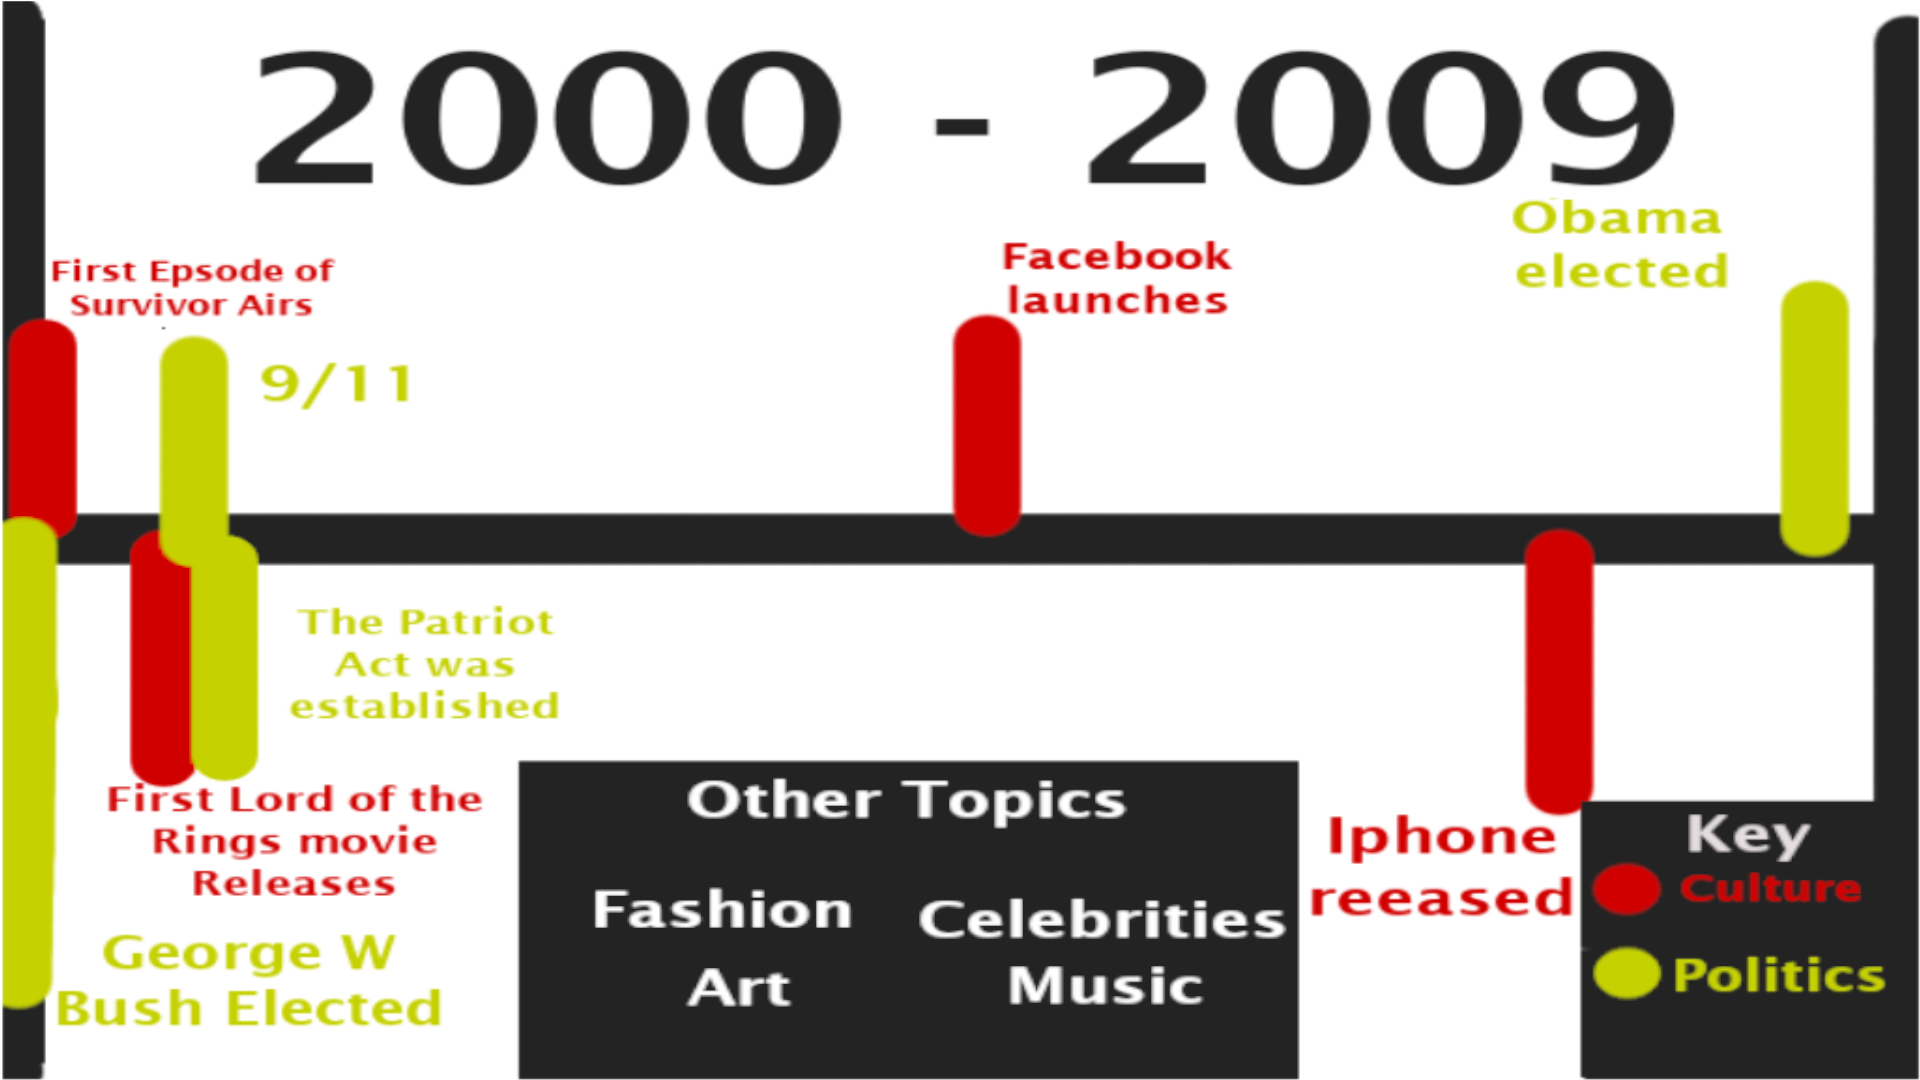 2000 - 2009
First Epsode of
Survivor Airs
9/11
Facebook
launches
Obama
elected
The Patriot
Act was
established
First Lord of the
Rings movie
Releases
George W
Bush Elected
Other Topics
Fashion
Art
Celebrities
Music
Iphone
reeased
Key
Culture
Politics